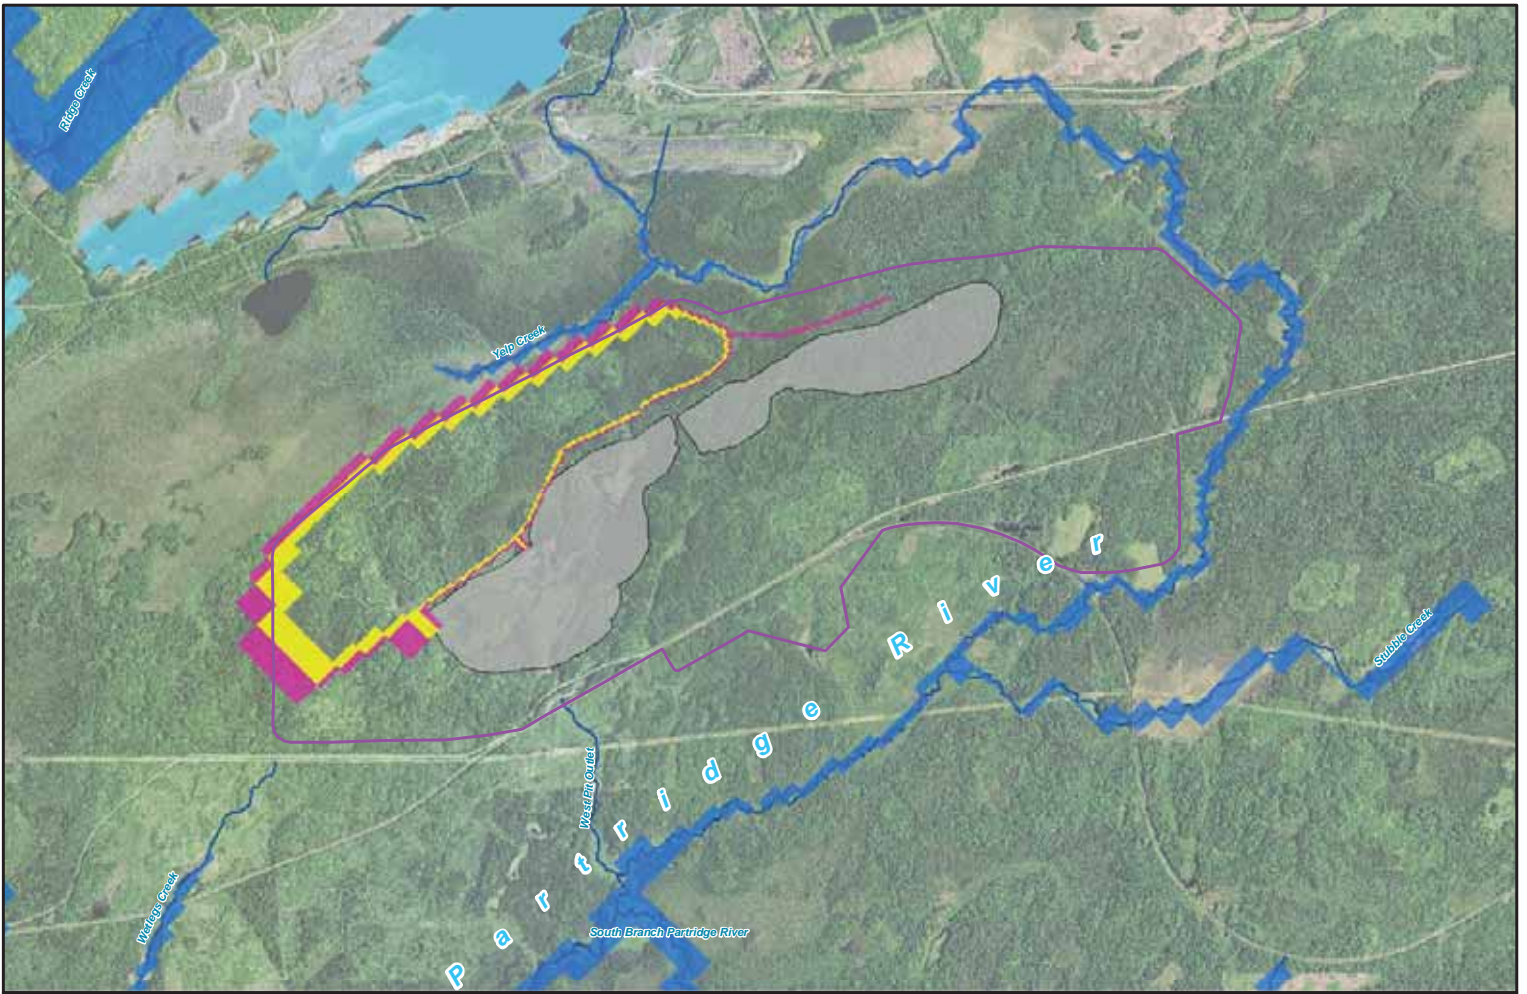 Ridge Creek
Yelp Creek
Partridge River
Stubble Creek
West Pit Outlet
Wetlegs Creek
South Branch Partridge River